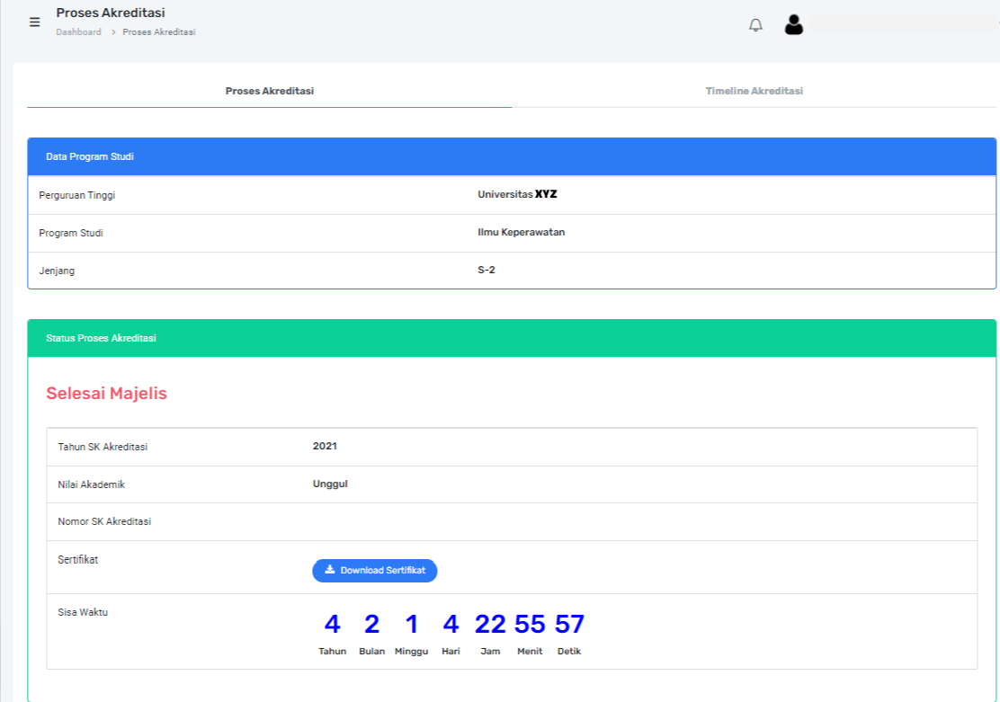 Proses Akreditasi
Dashboard > Proses Akreditasi
Proses Akreditasi Timeline Akreditasi
Data Program Studi
Perguruan Tinggi Universitas XYZ
Program Studi Ilmu Keperawatan
Jenjang S-2
Status Proses Akreditasi
Selesai Majelis
Tahun SK Akreditasi 2021
Nilai Akademik Unggul
Nomor SK Akreditasi
Sertifikat Download Sertifikat
Sisa Waktu 4 2 1 4 22 55 57
Tahun Bulan Minggu Hari Jam Menit Detik